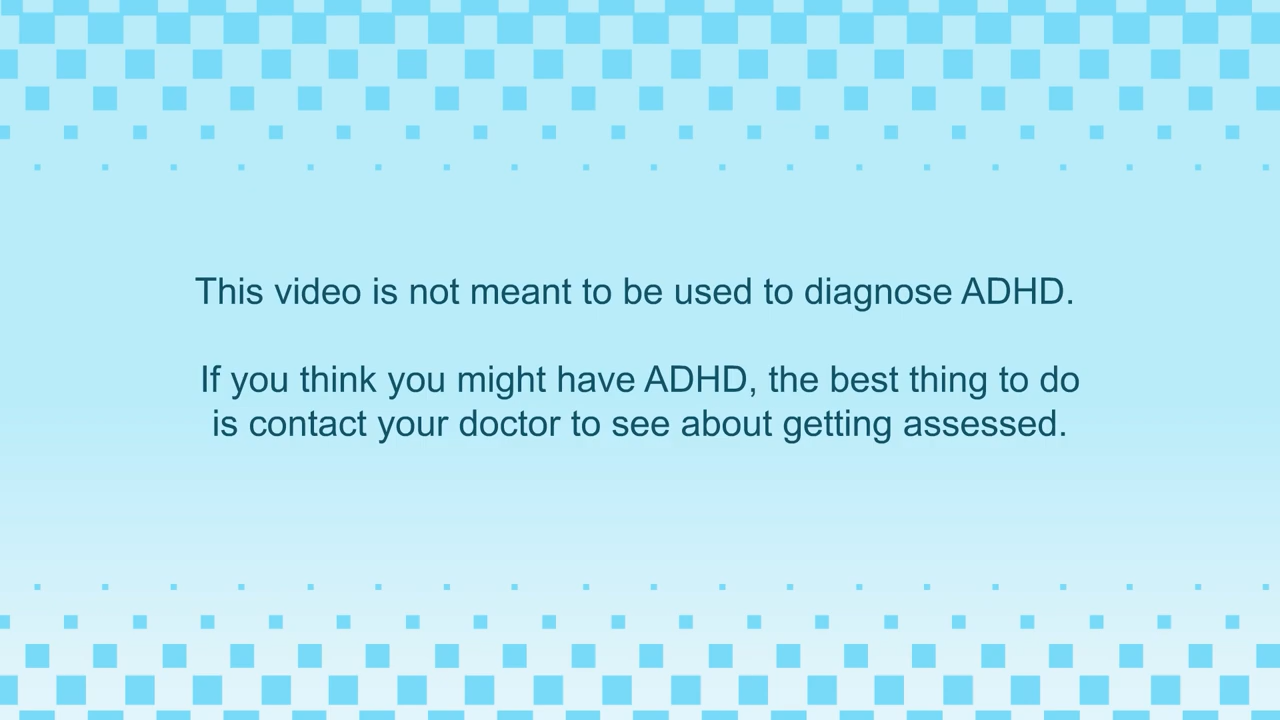 This video is not meant to be used to diagnose ADHD.
If you think you might have ADHD, the best thing to do
is contact your doctor to see about getting assessed.